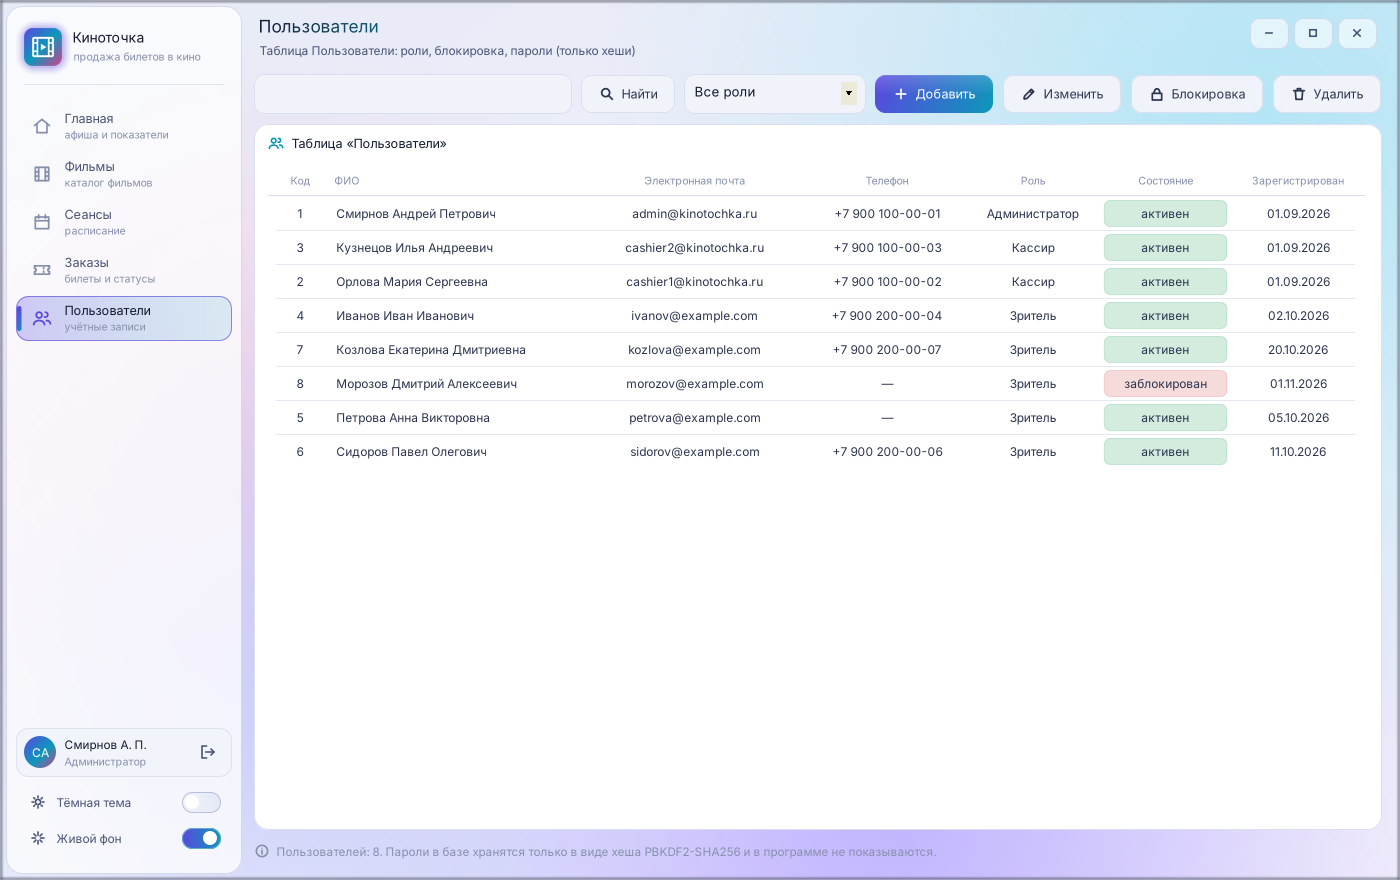 Киноточка
продажа билетов в кино
Главная
афиша и показатели
Фильмы
каталог фильмов
Сеансы
расписание
Заказы
билеты и статусы
Пользователи
учётные записи
СА
Смирнов А. П.
Администратор
Тёмная тема
Живой фон
Пользователи
Таблица Пользователи: роли, блокировка, пароли (только хеши)
Найти
Все роли
Добавить
Изменить
Блокировка
Удалить
Таблица «Пользователи»
Код ФИО Электронная почта Телефон Роль Состояние Зарегистрирован
1 Смирнов Андрей Петрович admin@kinotochka.ru +7 900 100-00-01 Администратор активен 01.09.2026
3 Кузнецов Илья Андреевич cashier2@kinotochka.ru +7 900 100-00-03 Кассир активен 01.09.2026
2 Орлова Мария Сергеевна cashier1@kinotochka.ru +7 900 100-00-02 Кассир активен 01.09.2026
4 Иванов Иван Иванович ivanov@example.com +7 900 200-00-04 Зритель активен 02.10.2026
7 Козлова Екатерина Дмитриевна kozlova@example.com +7 900 200-00-07 Зритель активен 20.10.2026
8 Морозов Дмитрий Алексеевич morozov@example.com — Зритель заблокирован 01.11.2026
5 Петрова Анна Викторовна petrova@example.com — Зритель активен 05.10.2026
6 Сидоров Павел Олегович sidorov@example.com +7 900 200-00-06 Зритель активен 11.10.2026
Пользователей: 8. Пароли в базе хранятся только в виде хеша PBKDF2-SHA256 и в программе не показываются.